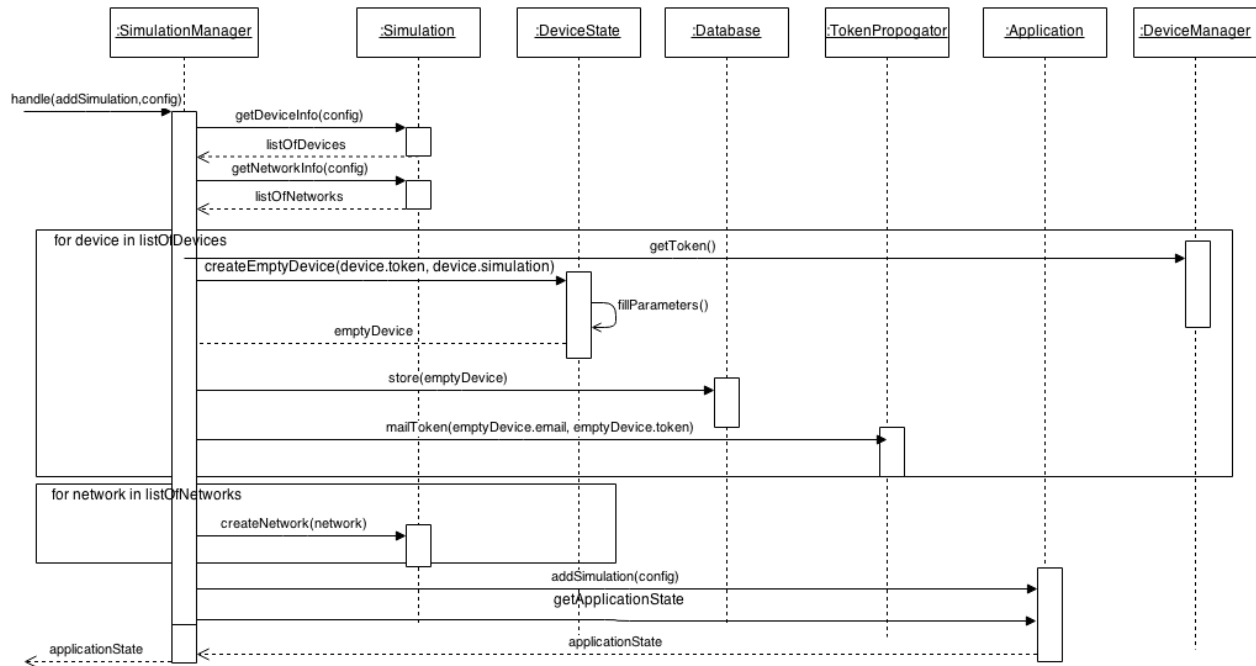 :SimulationManager
:Simulation
:DeviceState
:Database
:TokenPropogator
:Application
:DeviceManager
handle(addSimulation,config)
getDeviceInfo(config)
listOfDevices
getNetworkInfo(config)
listOfNetworks
for device in listOfDevices
getToken()
createEmptyDevice(device.token, device.simulation)
fillParameters()
emptyDevice
store(emptyDevice)
mailToken(emptyDevice.email, emptyDevice.token)
for network in listOfNetworks
createNetwork(network)
addSimulation(config)
getApplicationState
applicationState
applicationState